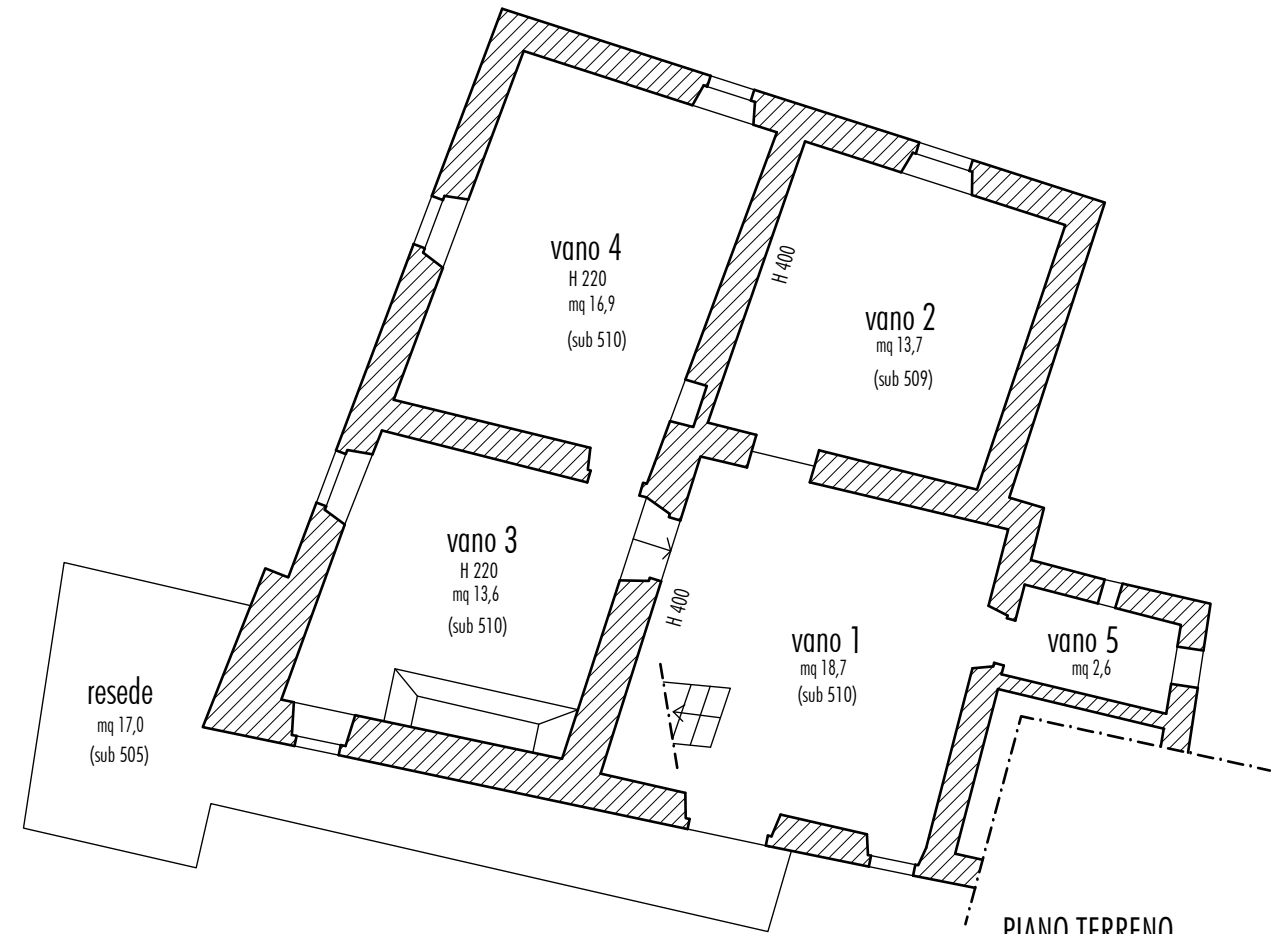 vano 4
H 220
mq 16,9
(sub 510)
H 400
vano 2
mq 13,7
(sub 509)
vano 3
H 220
mq 13,6
(sub 510)
H 400
vano 1
mq 18,7
(sub 510)
vano 5
mq 2,6
resede
mq 17,0
(sub 505)
PIANO TERRENO